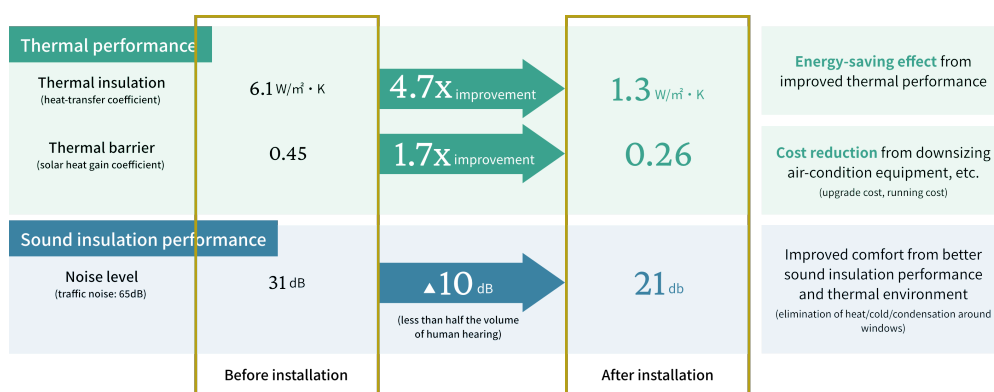 Thermal performance
Thermal insulation
(heat-transfer coefficient)
6.1 W/㎡・K
4.7x improvement
1.3 W/㎡・K
Energy-saving effect from
improved thermal performance
Thermal barrier
(solar heat gain coefficient)
0.45
1.7x improvement
0.26
Cost reduction from downsizing
air-condition equipment, etc.
(upgrade cost, running cost)
Sound insulation performance
Noise level
(traffic noise: 65dB)
31 dB
▲10 dB
(less than half the volume
of human hearing)
21 db
Improved comfort from better
sound insulation performance
and thermal environment
(elimination of heat/cold/condensation around
windows)
Before installation
After installation